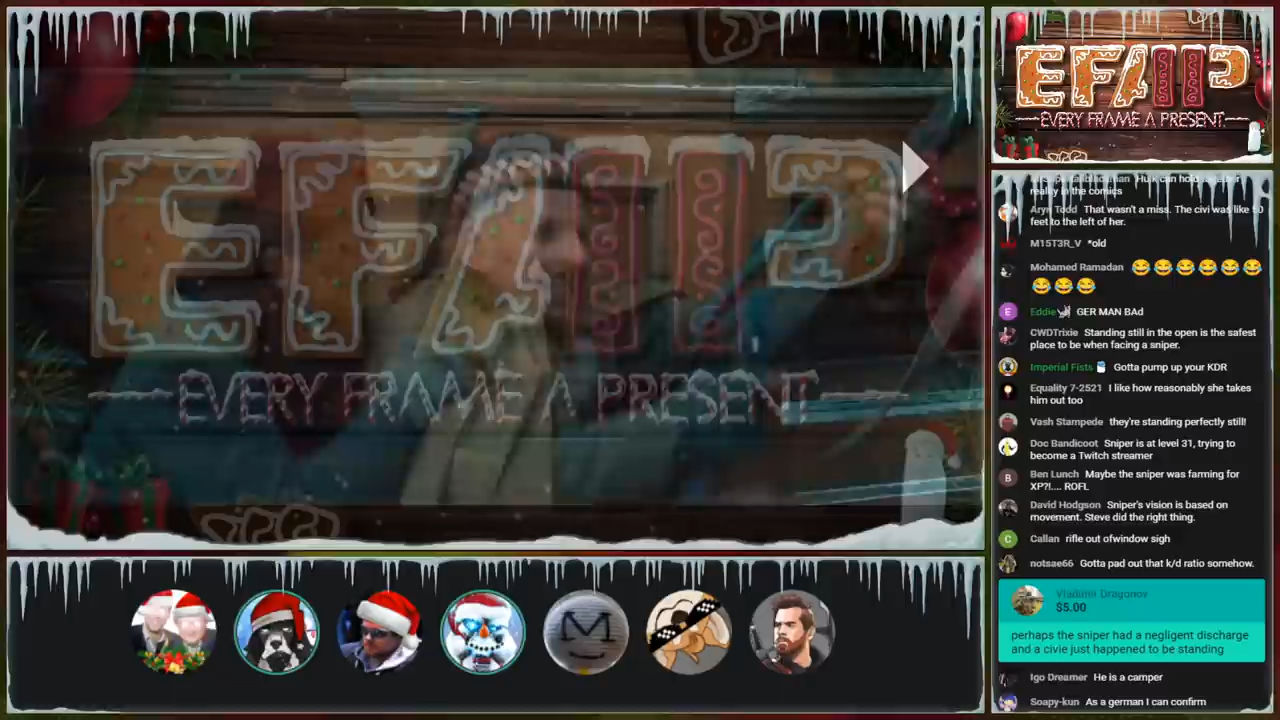 EFAIIP
EVERY FRAME A PRESENT
EFAIIP
EVERY FRAME A PRESENT
Hulk can hold
reality in the comics
Aryn Todd That wasn't a miss. The civi was like 10
feet to the left of her.
M15T3R_V *old
Mohamed Ramadan 😂😂😂😂😂😂
😂😂😂
Eddie GER MAN BAD
CWDTrixie Standing still in the open is the safest
place to be when facing a sniper.
Imperial Fists Gotta pump up your KDR
Equality 7-2521 I like how reasonably she takes
him out too
Vash Stampede they're standing perfectly still!
Doc Bandicoot Sniper is at level 31, trying to
become a Twitch streamer
Ben Lunch Maybe the sniper was farming for
XP?!.... ROFL
David Hodgson Sniper's vision is based on
movement. Steve did the right thing.
Callan rifle out ofwindow sigh
notsae66 Gotta pad out that k/d ratio somehow.
Vladimir Dragonov
$5.00
perhaps the sniper had a negligent discharge
and a civie just happened to be standing
Igo Dreamer He is a camper
Soapy-kun As a german I can confirm